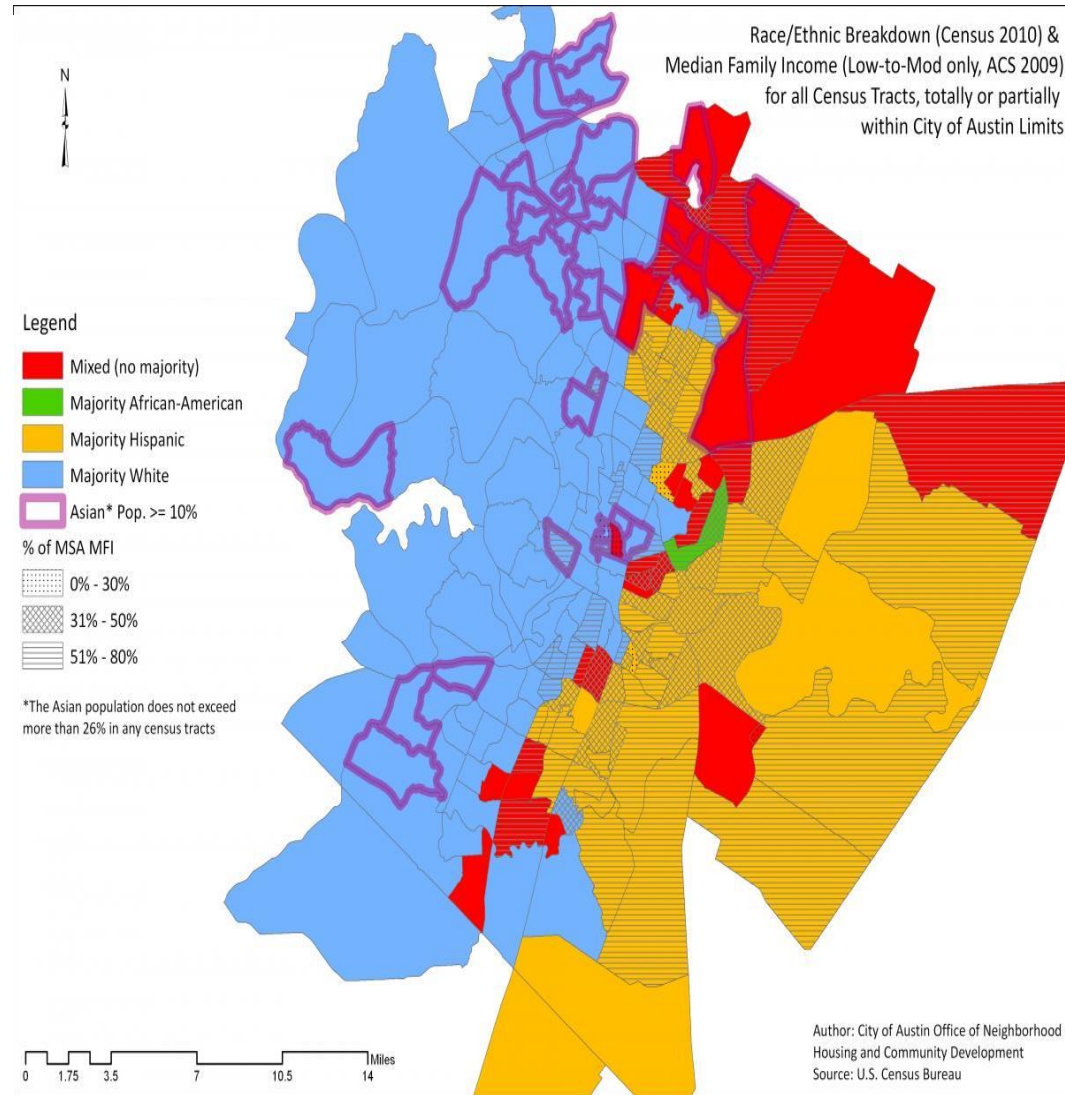 Race/Ethnic Breakdown (Census 2010) &
Median Family Income (Low-to-Mod only, ACS 2009)
for all Census Tracts, totally or partially
within City of Austin Limits
N
Legend
Mixed (no majority)
Majority African-American
Majority Hispanic
Majority White
Asian* Pop. >= 10%
% of MSA MFI
0% - 30%
31% - 50%
51% - 80%
*The Asian population does not exceed
more than 26% in any census tracts
Miles
0 1.75 3.5 7 10.5 14
Author: City of Austin Office of Neighborhood
Housing and Community Development
Source: U.S. Census Bureau